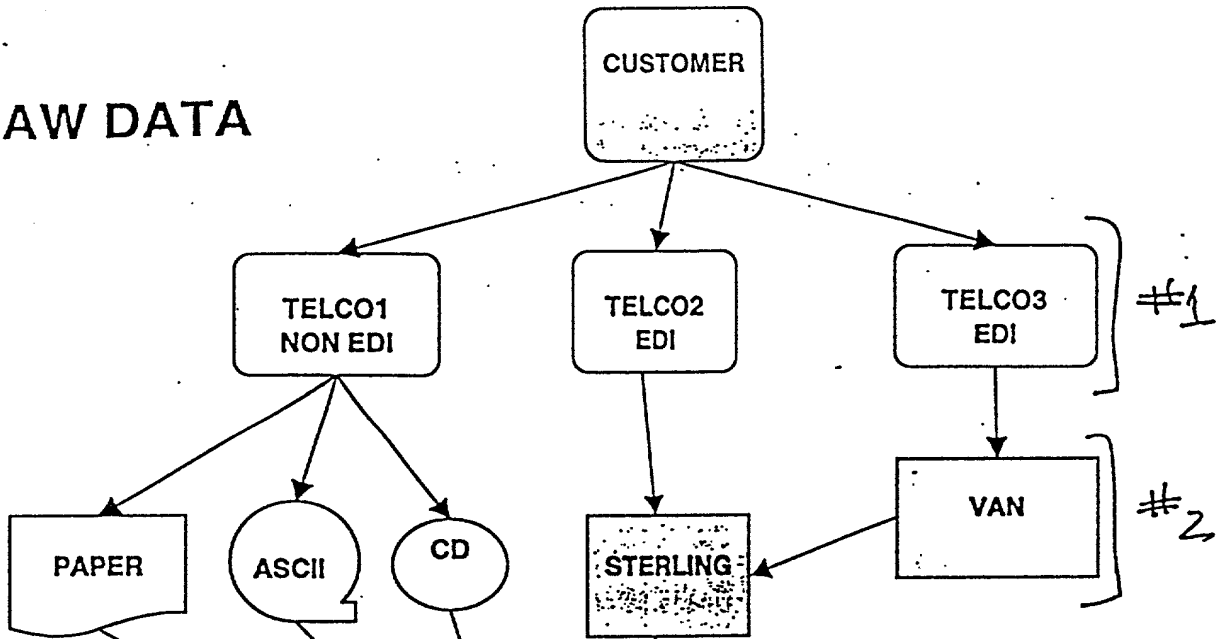 CUSTOMER
AW DATA
TELCO1
NON EDI
TELCO2
EDI
TELCO3
EDI
#1
PAPER
ASCII
CD
STERLING
VAN
#2